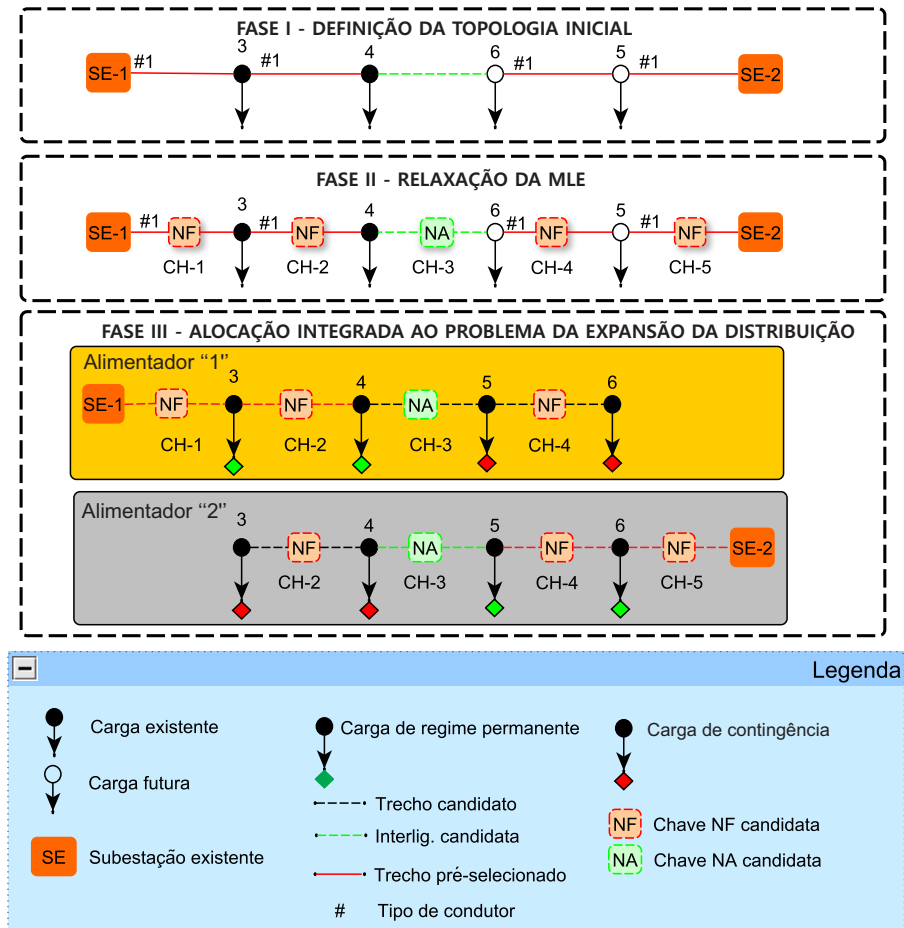 FASE I - DEFINIÇÃO DA TOPOLOGIA INICIAL
3 4 6 5
SE-1 #1 #1 #1 #1 SE-2
FASE II - RELAXAÇÃO DA MLE
3 4 6 5
#1 #1 #1 #1
SE-1 NF NF NA NF NF SE-2
CH-1 CH-2 CH-3 CH-4 CH-5
FASE III - ALOCAÇÃO INTEGRADA AO PROBLEMA DA EXPANSÃO DA DISTRIBUIÇÃO
Alimentador “1”
3 4 5 6
SE-1 NF NF NA NF
CH-1 CH-2 CH-3 CH-4
Alimentador “2”
3 4 5 6
NF NA NF NF SE-2
CH-2 CH-3 CH-4 CH-5
Legenda
Carga existente
Carga futura
SE Subestação existente
Carga de regime permanente
Trecho candidato
Interlig. candidata
Trecho pré-selecionado
# Tipo de condutor
Carga de contingência
NF Chave NF candidata
NA Chave NA candidata